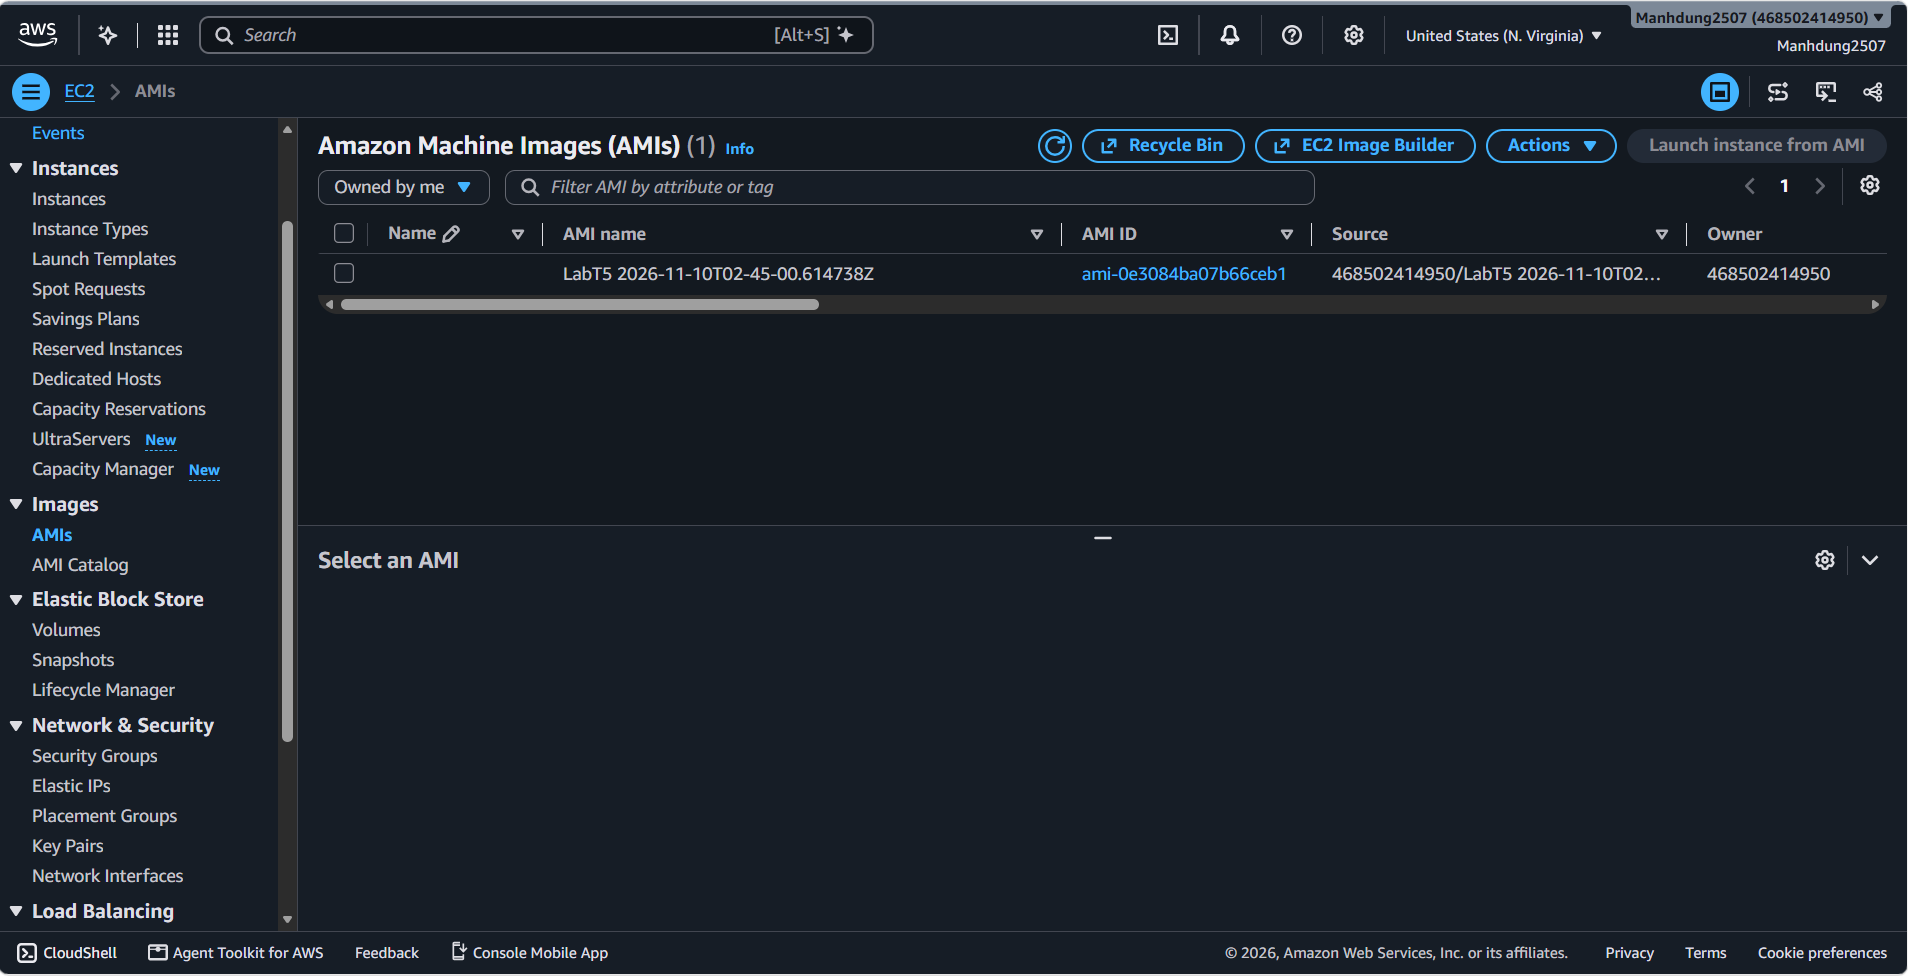 aws
Search [Alt+S]
United States (N. Virginia)
Manhdung2507 (468502414950)
Manhdung2507
EC2 AMIs
Events
Instances
Instances
Instance Types
Launch Templates
Spot Requests
Savings Plans
Reserved Instances
Dedicated Hosts
Capacity Reservations
UltraServers New
Capacity Manager New
Images
AMIs
AMI Catalog
Elastic Block Store
Volumes
Snapshots
Lifecycle Manager
Network & Security
Security Groups
Elastic IPs
Placement Groups
Key Pairs
Network Interfaces
Load Balancing
Amazon Machine Images (AMIs) (1) Info
Recycle Bin
EC2 Image Builder
Actions
Launch instance from AMI
Owned by me
Filter AMI by attribute or tag
1
Name AMI name AMI ID Source Owner
LabT5 2026-11-10T02-45-00.614738Z ami-0e3084ba07b66ceb1 468502414950/LabT5 2026-11-10T02... 468502414950
Select an AMI
CloudShell Agent Toolkit for AWS Feedback Console Mobile App
© 2026, Amazon Web Services, Inc. or its affiliates. Privacy Terms Cookie preferences